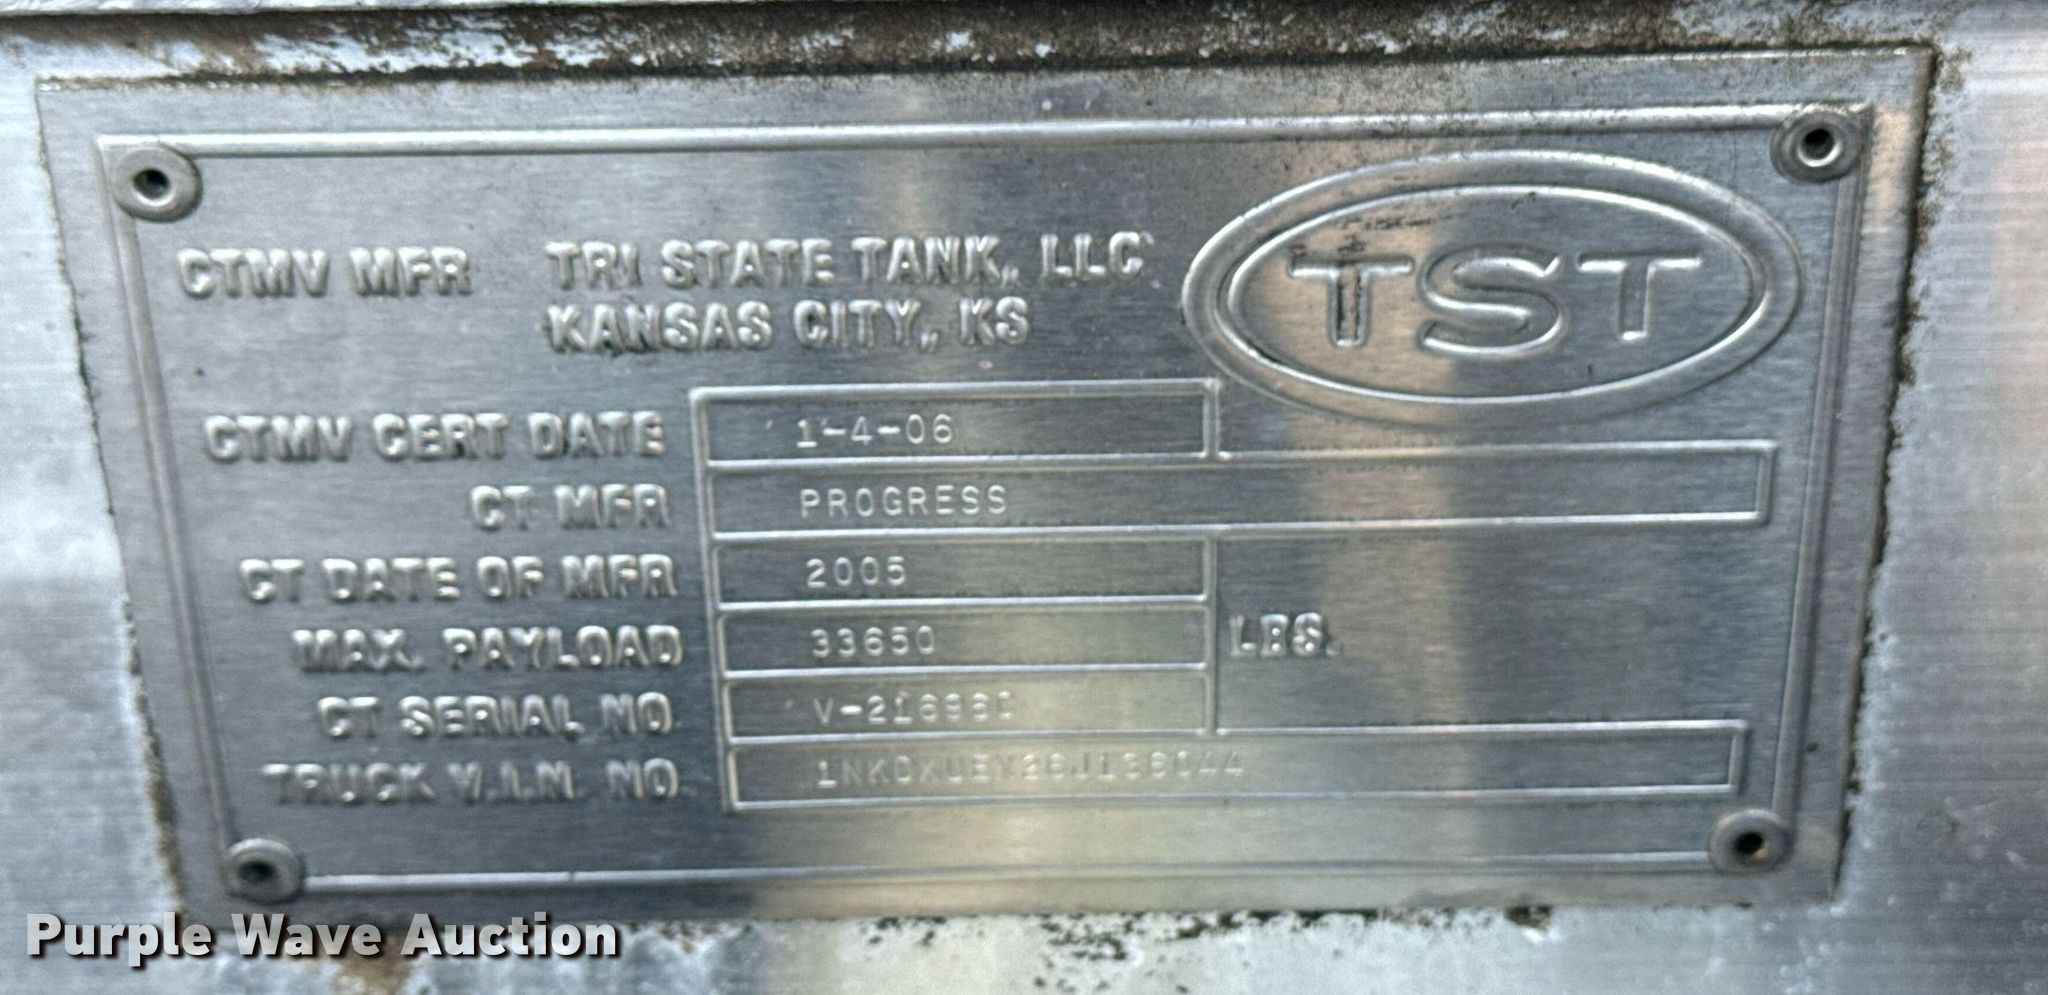 CTMV MFR TRI STATE TANK, LLC
KANSAS CITY, KS
TST
CTMV CERT DATE 1-4-06
CT MFR PROGRESS
CT DATE OF MFR 2005
MAX. PAYLOAD 33650 LBS.
CT SERIAL NO
TRUCK V.I.N. NO.
Purple Wave Auction